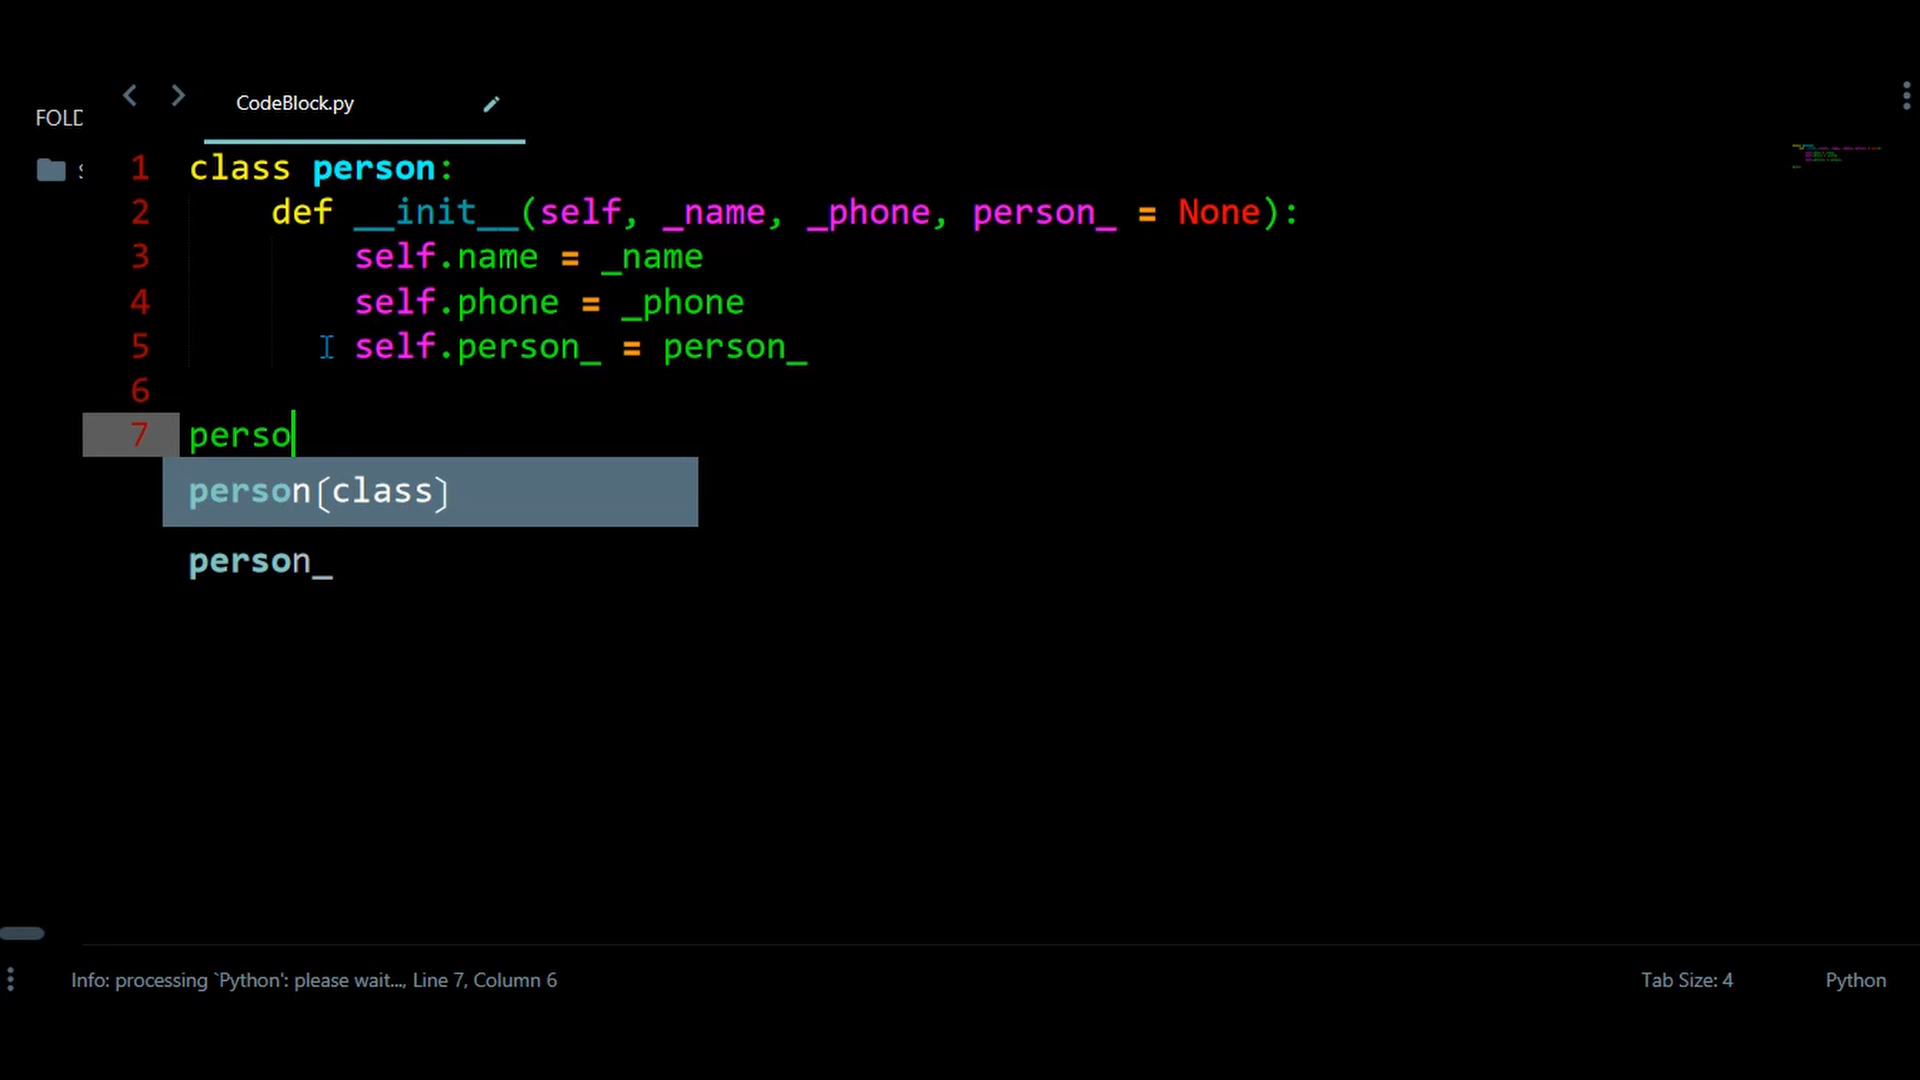 CodeBlock.py
FOLD
1 class person:
2 def __init__(self, _name, _phone, person_ = None):
3 self.name = _name
4 self.phone = _phone
5 self.person_ = person_
6
7 perso
person(class)
person_
Info: processing `Python': please wait..., Line 7, Column 6
Tab Size: 4
Python